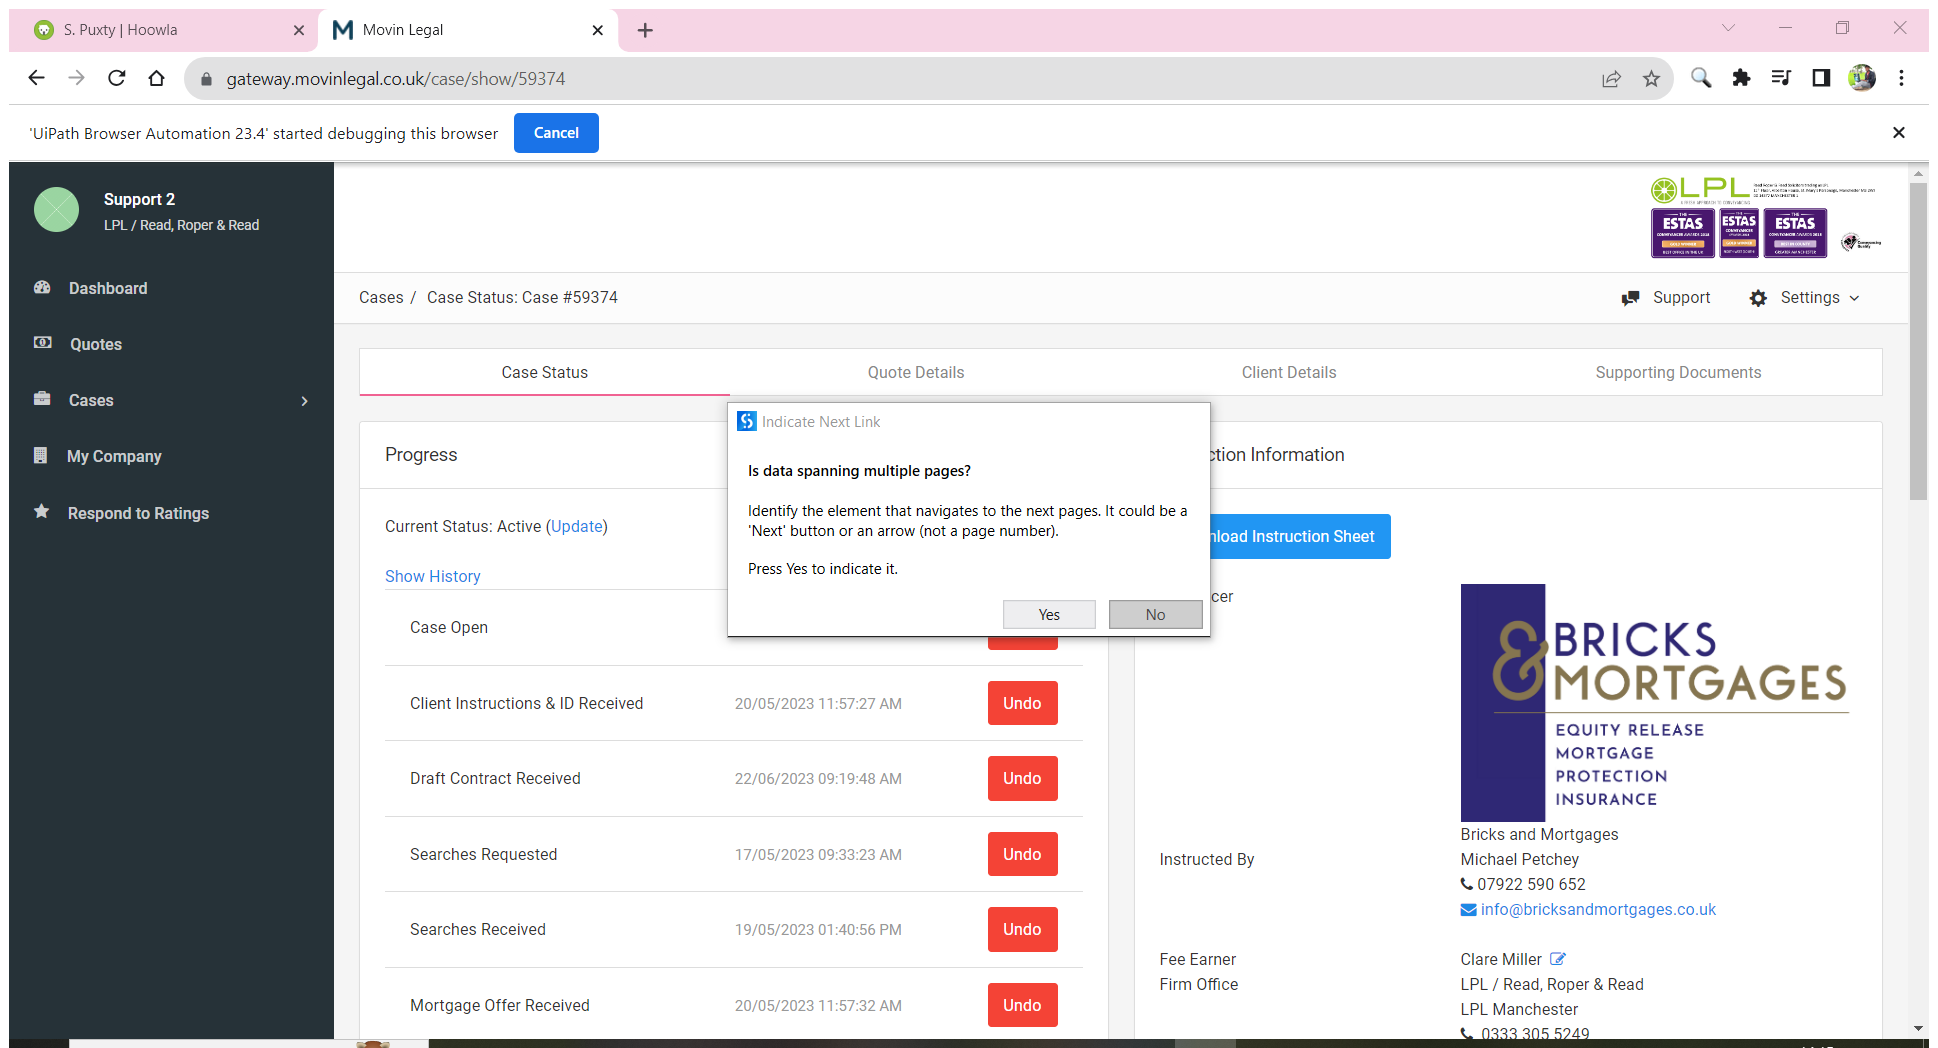 S. Puxty | Hoowla
Movin Legal
gateway.movinlegal.co.uk/case/show/59374
'UiPath Browser Automation 23.4' started debugging this browser
Cancel
Support 2
LPL / Read, Roper & Read
Dashboard
Quotes
Cases
My Company
Respond to Ratings
LPL
THE ESTAS
ESTAS
THE ESTAS
Cases / Case Status: Case #59374
Support
Settings
Case Status
Quote Details
Client Details
Supporting Documents
Progress
Current Status: Active (Update)
Show History
Case Open
Client Instructions & ID Received 20/05/2023 11:57:27 AM Undo
Draft Contract Received 22/06/2023 09:19:48 AM Undo
Searches Requested 17/05/2023 09:33:23 AM Undo
Searches Received 19/05/2023 01:40:56 PM Undo
Mortgage Offer Received 20/05/2023 11:57:32 AM Undo
Indicate Next Link
Is data spanning multiple pages?
Identify the element that navigates to the next pages. It could be a
'Next' button or an arrow (not a page number).
Press Yes to indicate it.
Yes
No
ction Information
nload Instruction Sheet
cer
& BRICKS
MORTGAGES
EQUITY RELEASE
MORTGAGE
PROTECTION
INSURANCE
Bricks and Mortgages
Instructed By Michael Petchey
07922 590 652
info@bricksandmortgages.co.uk
Fee Earner Clare Miller
Firm Office LPL / Read, Roper & Read
LPL Manchester
0333 305 5249